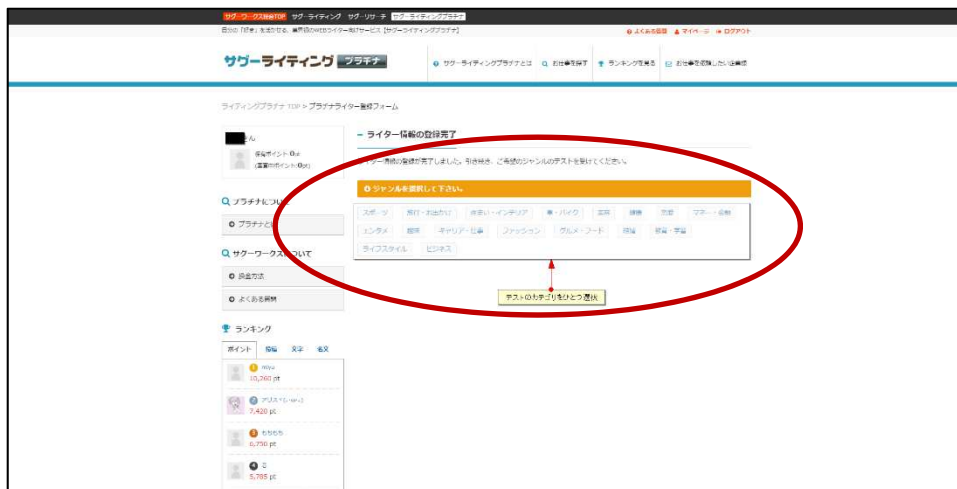 サグーワークス総合TOP サグーライティング サグーリサーチ サグーライティングプラチナ
自分の「好き」を活かせる、業界初のWEBライター向けサービス【サグーライティングプラチナ】 よくある質問 マイページ ログアウト
サグーライティング プラチナ サグーライティングプラチナとは お仕事を探す ランキングを見る お仕事を依頼したい企業様
ライティングプラチナ TOP > プラチナライター登録フォーム
さん
保有ポイント 0pt
ライター情報の登録完了
ライター情報の登録が完了しました。引き続き、ご希望のジャンルのテストを受けてください。
ジャンルを選択して下さい。
スポーツ 旅行・お出かけ 住まい・インテリア 車・バイク 美容 健康 恋愛 マネー・金融
エンタメ 趣味 キャリア・仕事 ファッション グルメ・フード 教育・学習
ライフスタイル ビジネス
テストのカテゴリをひとつ選択
プラチナについて
プラチナとは
サグーワークスについて
換金方法
よくある質問
ランキング
ポイント 投稿 文字 名文
1 miya
10,260 pt
2
7,420 pt
3 もちもち
6,750 pt
4
5,785 pt